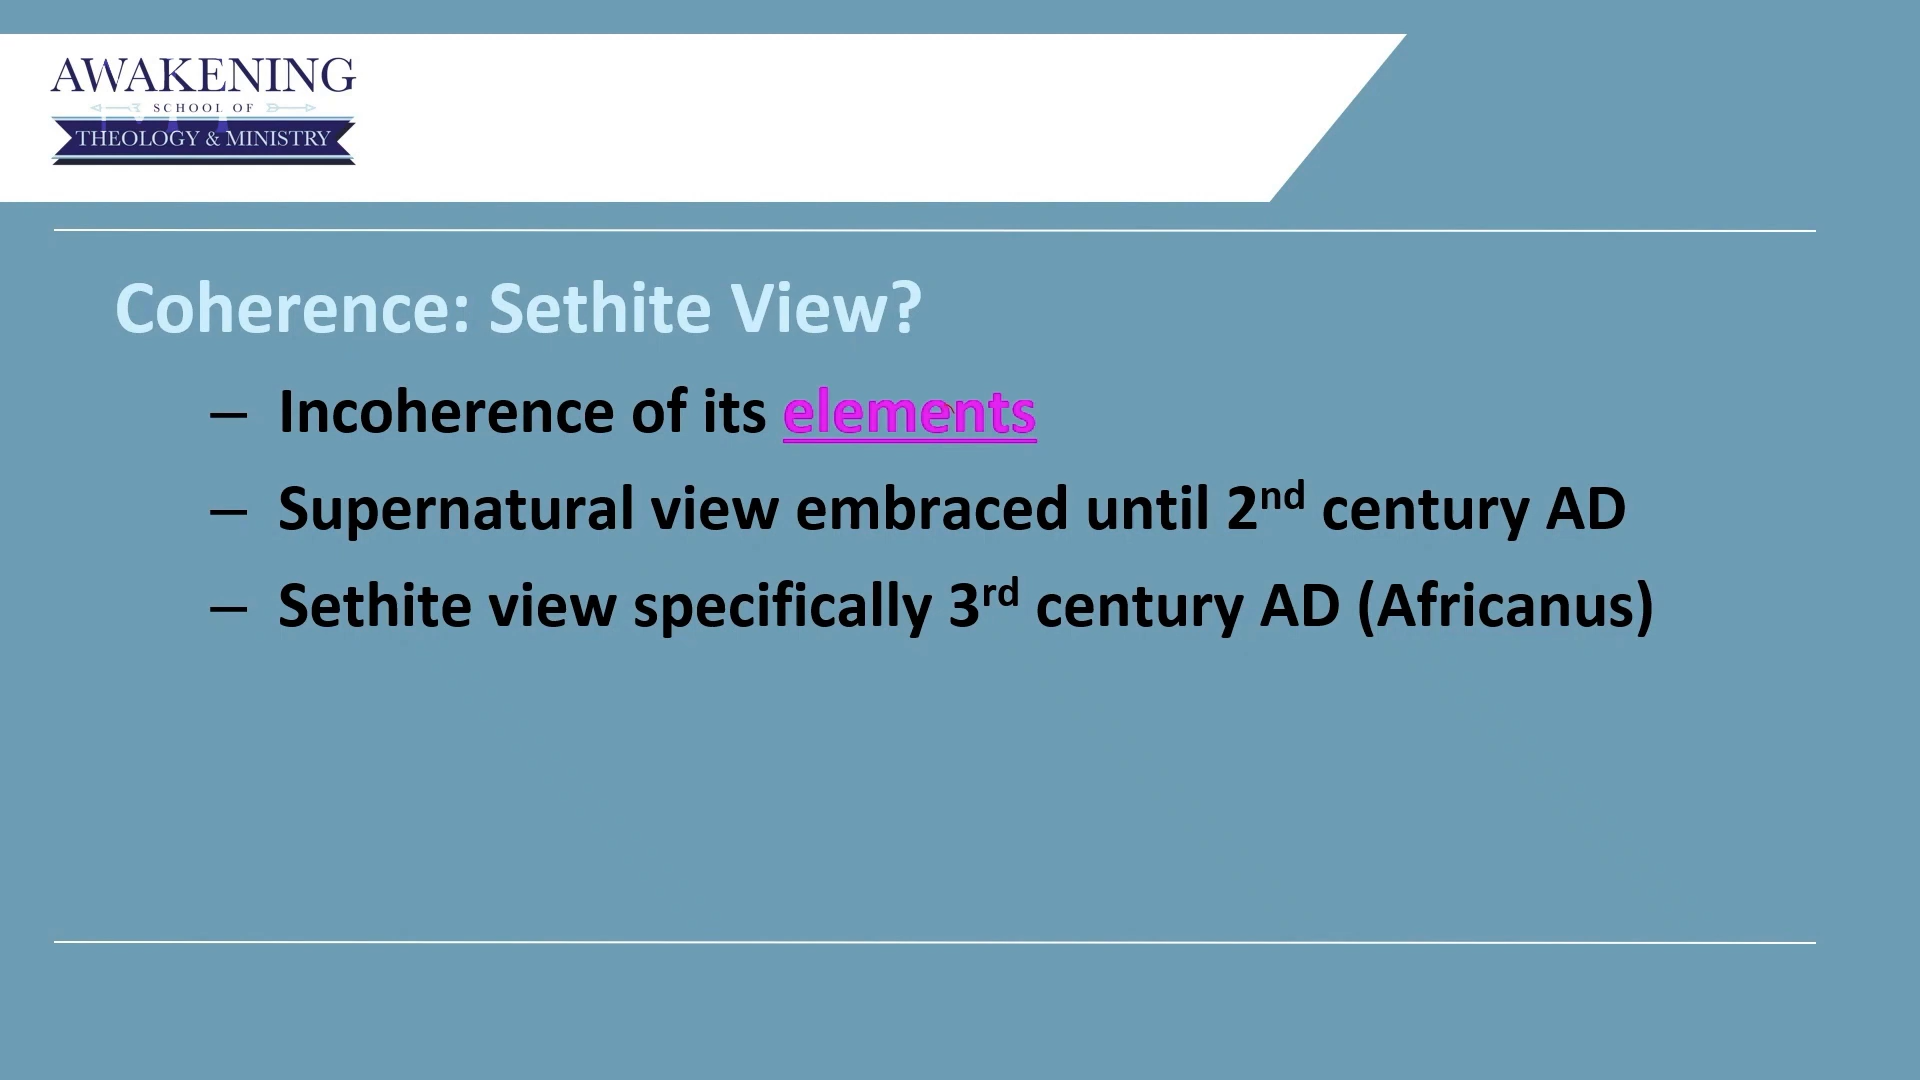 AWAKENING
SCHOOL OF
THEOLOGY & MINISTRY
Coherence: Sethite View?
– Incoherence of its elements
– Supernatural view embraced until 2nd century AD
– Sethite view specifically 3rd century AD (Africanus)